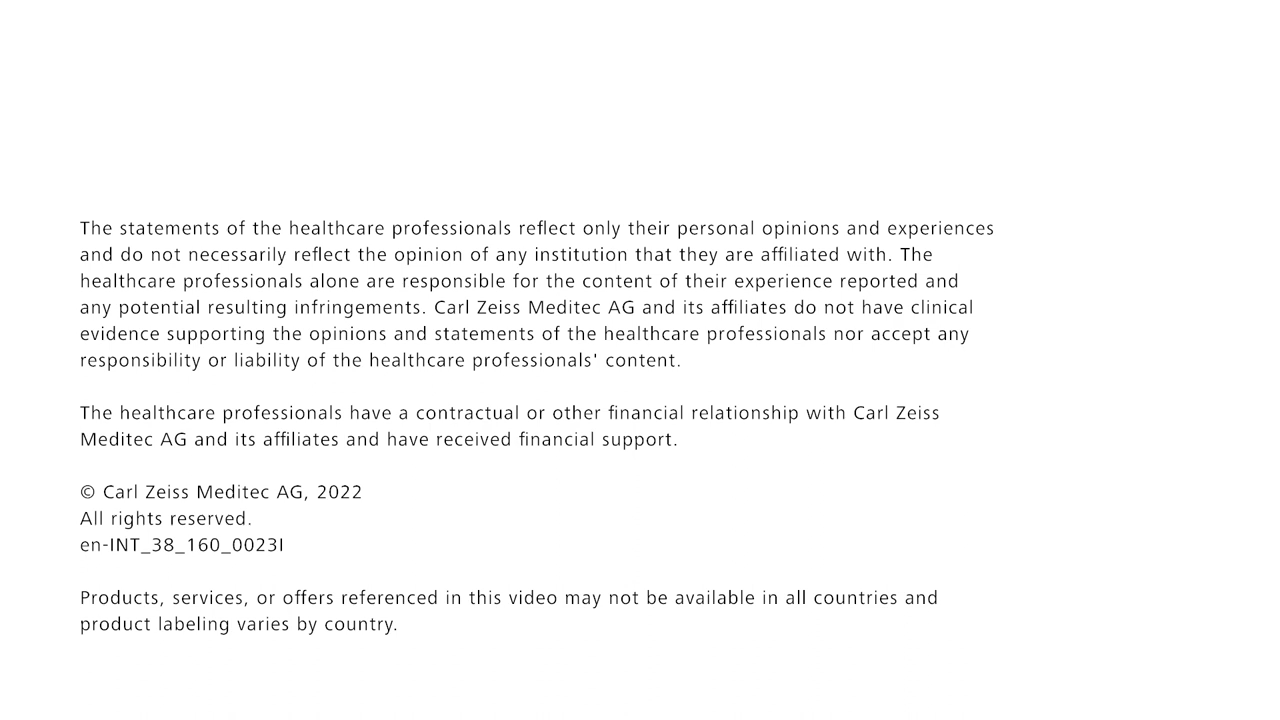 The statements of the healthcare professionals reflect only their personal opinions and experiences
and do not necessarily reflect the opinion of any institution that they are affiliated with. The
healthcare professionals alone are responsible for the content of their experience reported and
any potential resulting infringements. Carl Zeiss Meditec AG and its affiliates do not have clinical
evidence supporting the opinions and statements of the healthcare professionals nor accept any
responsibility or liability of the healthcare professionals' content.
The healthcare professionals have a contractual or other financial relationship with Carl Zeiss
Meditec AG and its affiliates and have received financial support.
© Carl Zeiss Meditec AG, 2022
All rights reserved.
en-INT_38_160_0023I
Products, services, or offers referenced in this video may not be available in all countries and
product labeling varies by country.